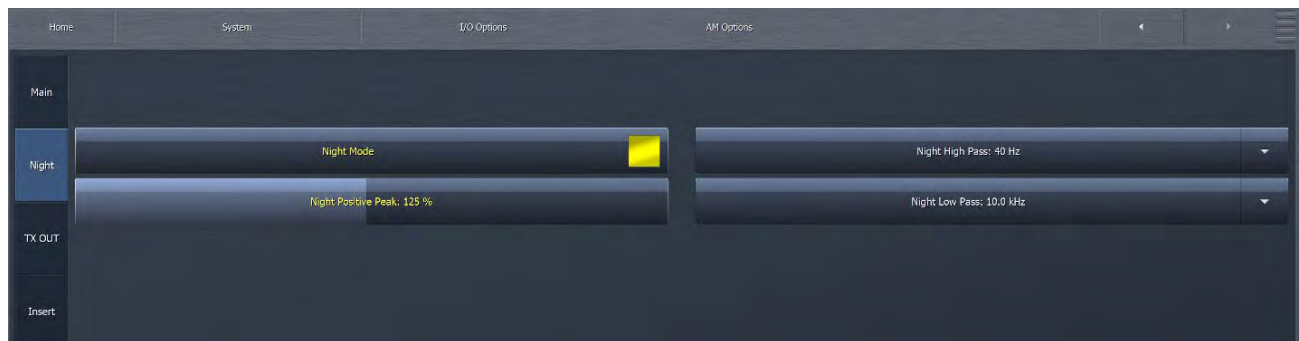 Home
System
I/O Options
AM Options
Main
Night
TX OUT
Insert
Night Mode
Night High Pass: 40 Hz
Night Positive Peak: 125 %
Night Low Pass: 10.0 kHz